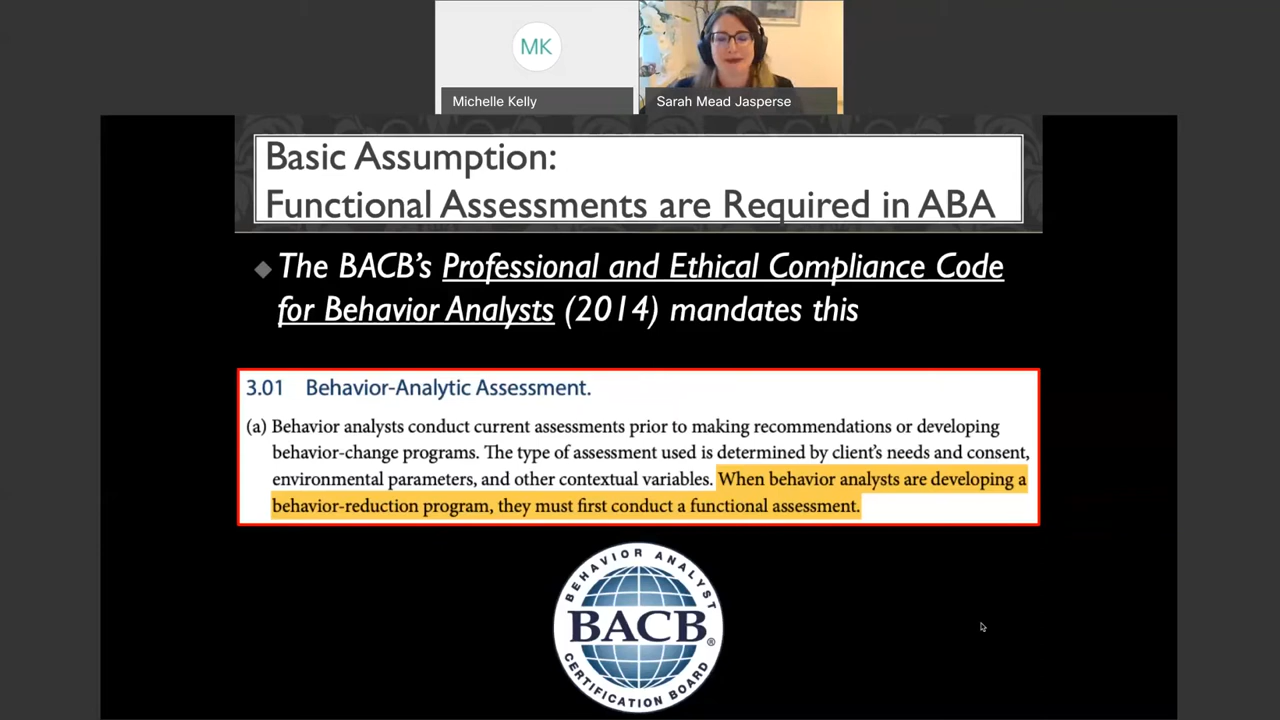 MK
Michelle Kelly
Sarah Mead Jasperse
Basic Assumption:
Functional Assessments are Required in ABA
The BACB's Professional and Ethical Compliance Code
for Behavior Analysts (2014) mandates this
3.01 Behavior-Analytic Assessment.
(a) Behavior analysts conduct current assessments prior to making recommendations or developing
behavior-change programs. The type of assessment used is determined by client's needs and consent,
environmental parameters, and other contextual variables. When behavior analysts are developing a
behavior-reduction program, they must first conduct a functional assessment.
BEHAVIOR ANALYST
BACB®
CERTIFICATION BOARD